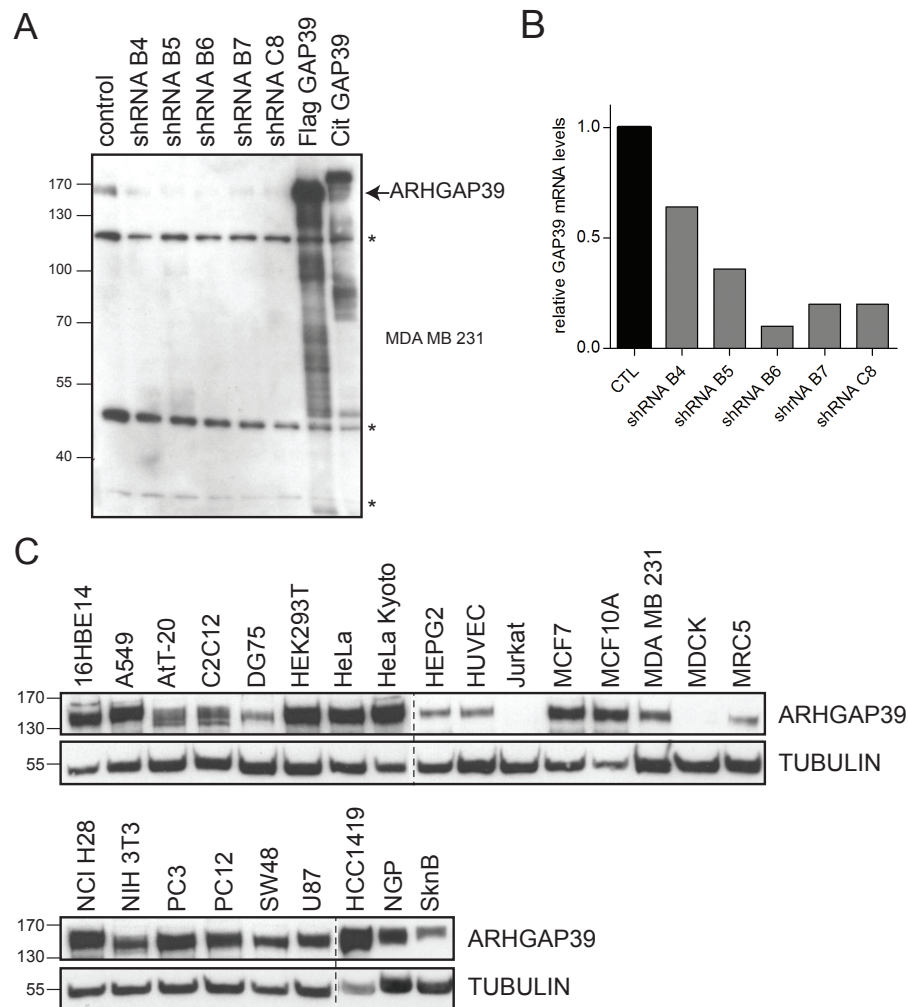 A
control
shRNA B4
shRNA B5
shRNA B6
shRNA B7
shRNA C8
Flag GAP39
Cit GAP39
170
130
100
70
55
40
ARHGAP39
*
*
*
MDA MB 231
B
relative GAP39 mRNA levels
1.0
0.5
0.0
CTL
shRNA B4
shRNA B5
shRNA B6
shrNA B7
shRNA C8
C
16HBE14
A549
AtT-20
C2C12
DG75
HEK293T
HeLa
HeLa Kyoto
HEPG2
HUVEC
Jurkat
MCF7
MCF10A
MDA MB 231
MDCK
MRC5
170
130
ARHGAP39
55
TUBULIN
NCI H28
NIH 3T3
PC3
PC12
SW48
U87
HCC1419
NGP
SknB
170
130
ARHGAP39
55
TUBULIN